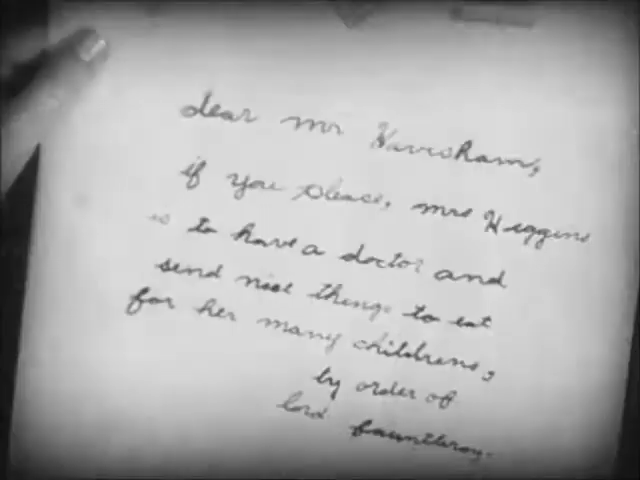 dear mr Havisham,
if you please, mrs Higgins
is to have a doctor and
send nice things to eat
for her many childrens,
by order of
lord fauntleroy.